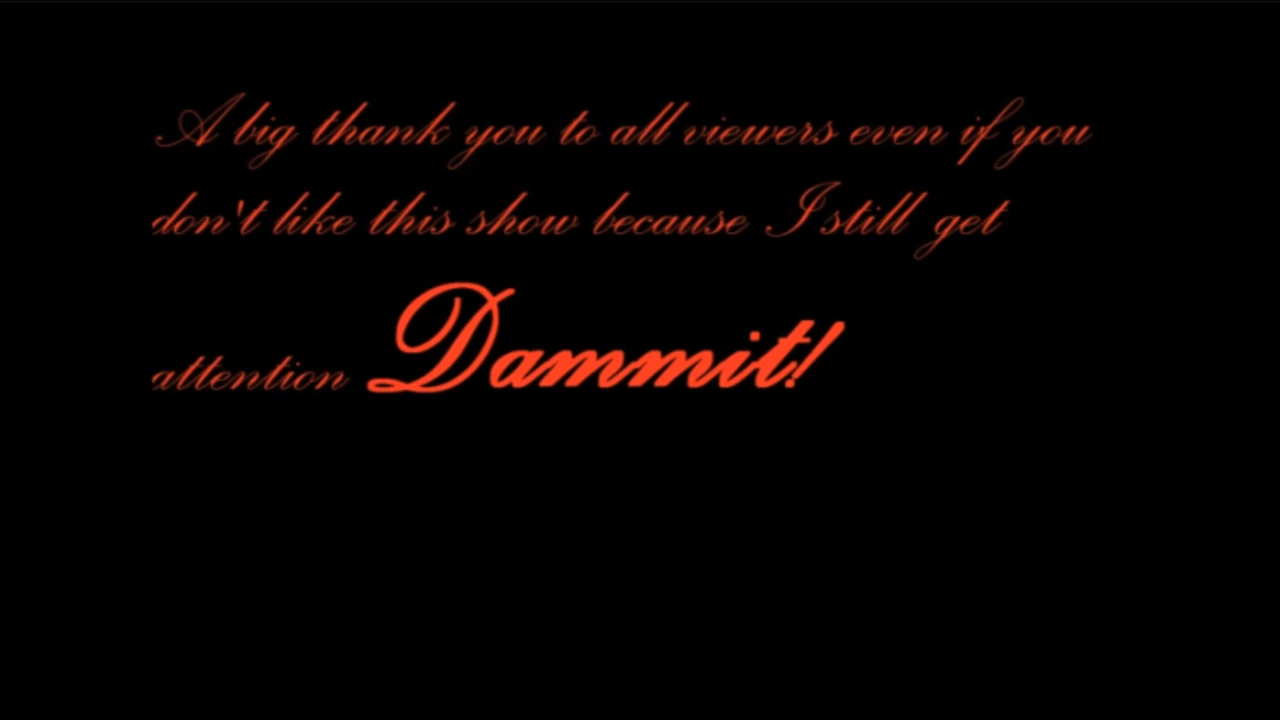 A big thank you to all viewers even if you
don't like this show because I still get
attention Dammit!